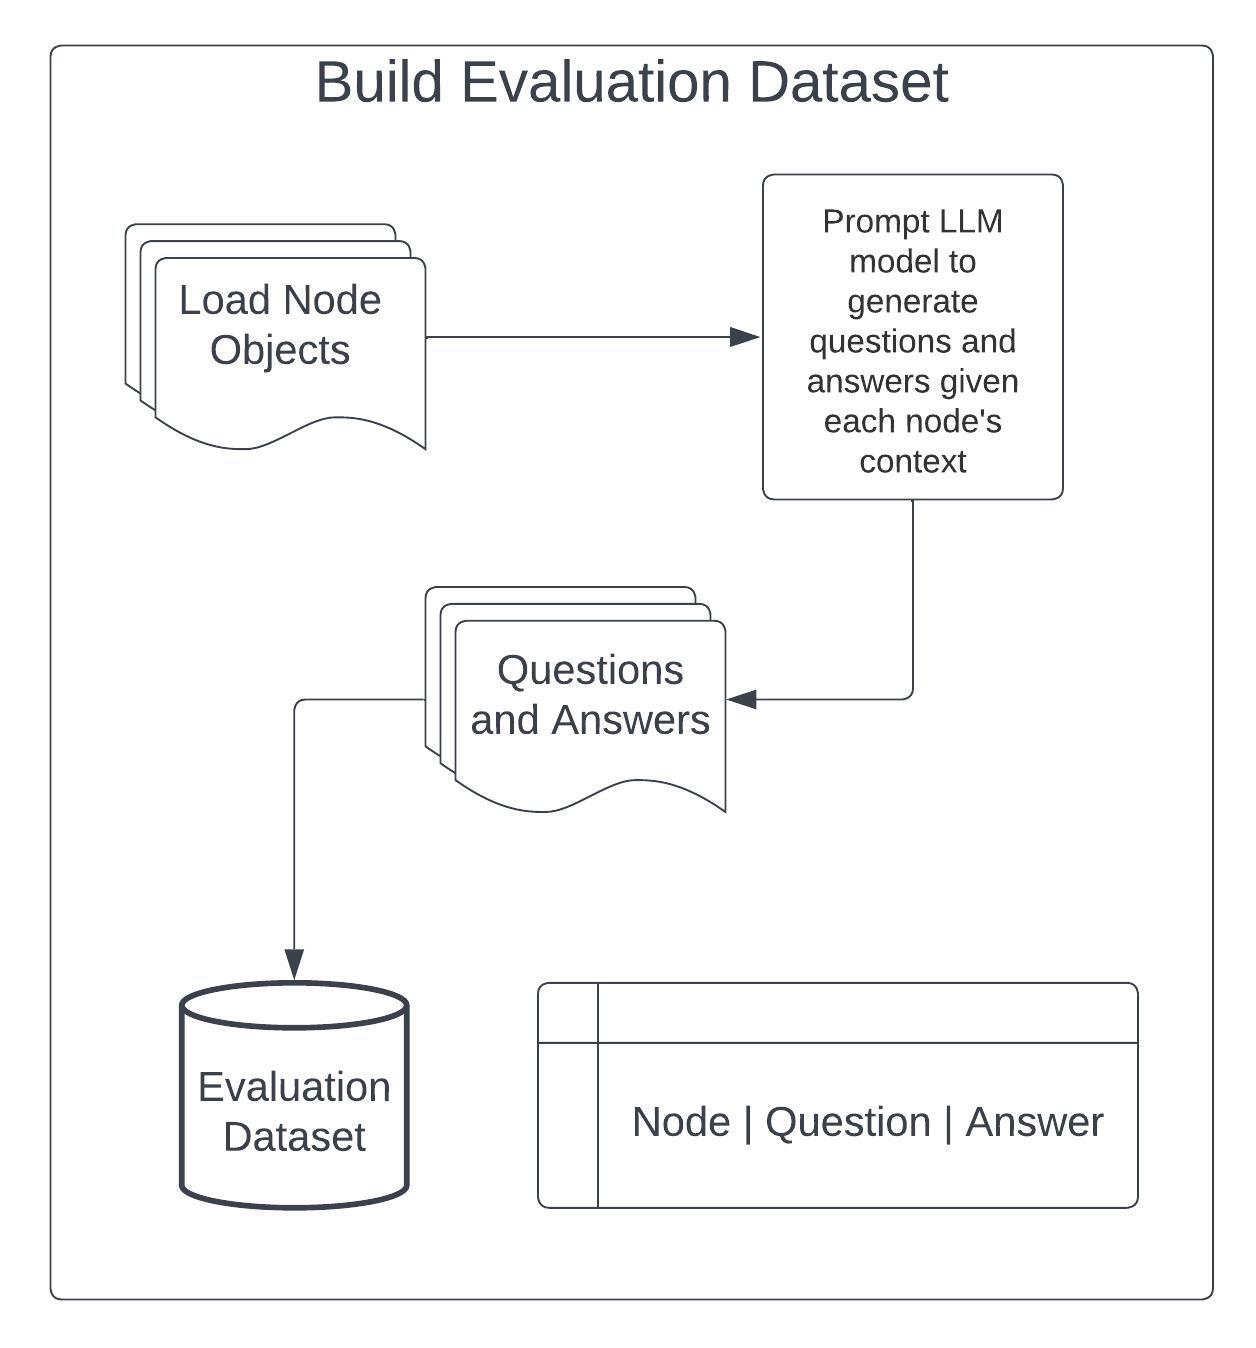 Build Evaluation Dataset
Load Node
Objects
Prompt LLM
model to
generate
questions and
answers given
each node's
context
Questions
and Answers
Evaluation
Dataset
Node | Question | Answer